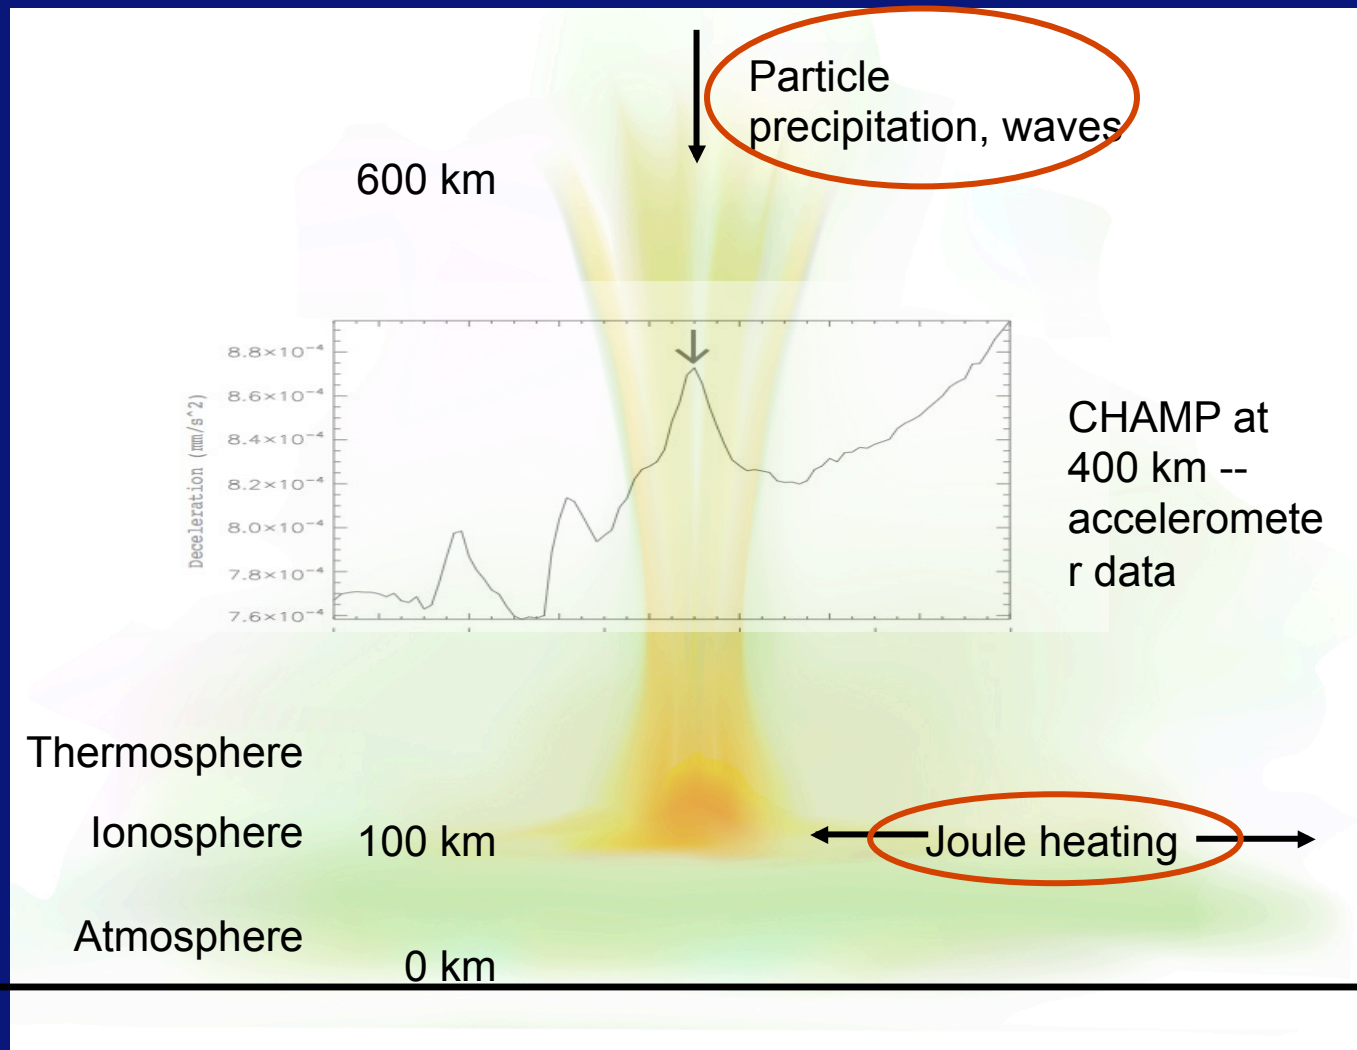 Particle
precipitation, waves
600 km
8.8×10⁻⁴
8.6×10⁻⁴
8.4×10⁻⁴
8.2×10⁻⁴
8.0×10⁻⁴
7.8×10⁻⁴
7.6×10⁻⁴
Deceleration (mm/s^2)
CHAMP at
400 km --
acceleromete
r data
Thermosphere
Ionosphere
100 km
Joule heating
Atmosphere
0 km